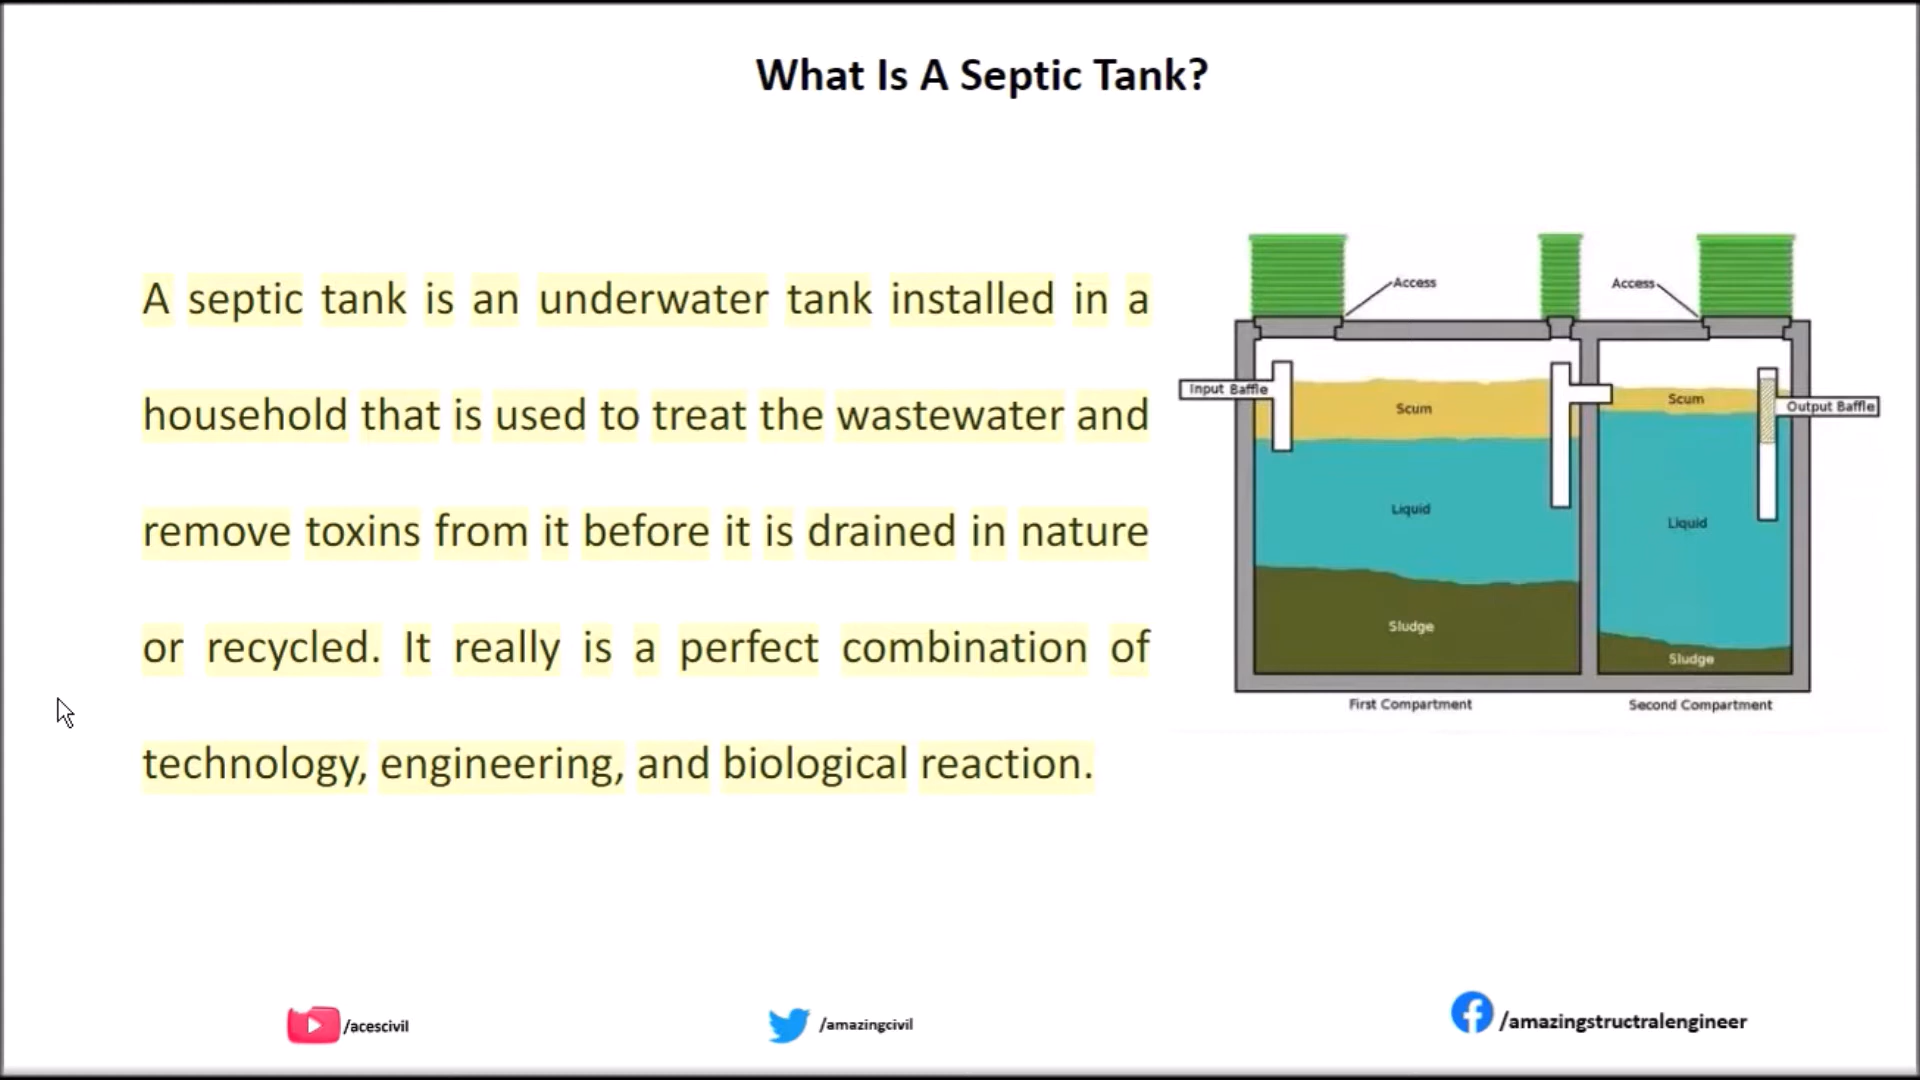 What Is A Septic Tank?
A septic tank is an underwater tank installed in a
household that is used to treat the wastewater and
remove toxins from it before it is drained in nature
or recycled. It really is a perfect combination of
technology, engineering, and biological reaction.
Access
Access
Input Baffle
Scum
Scum
Output Baffle
Liquid
Liquid
Sludge
Sludge
First Compartment
Second Compartment
/acescivil
/amazingcivil
/amazingstructralengineer